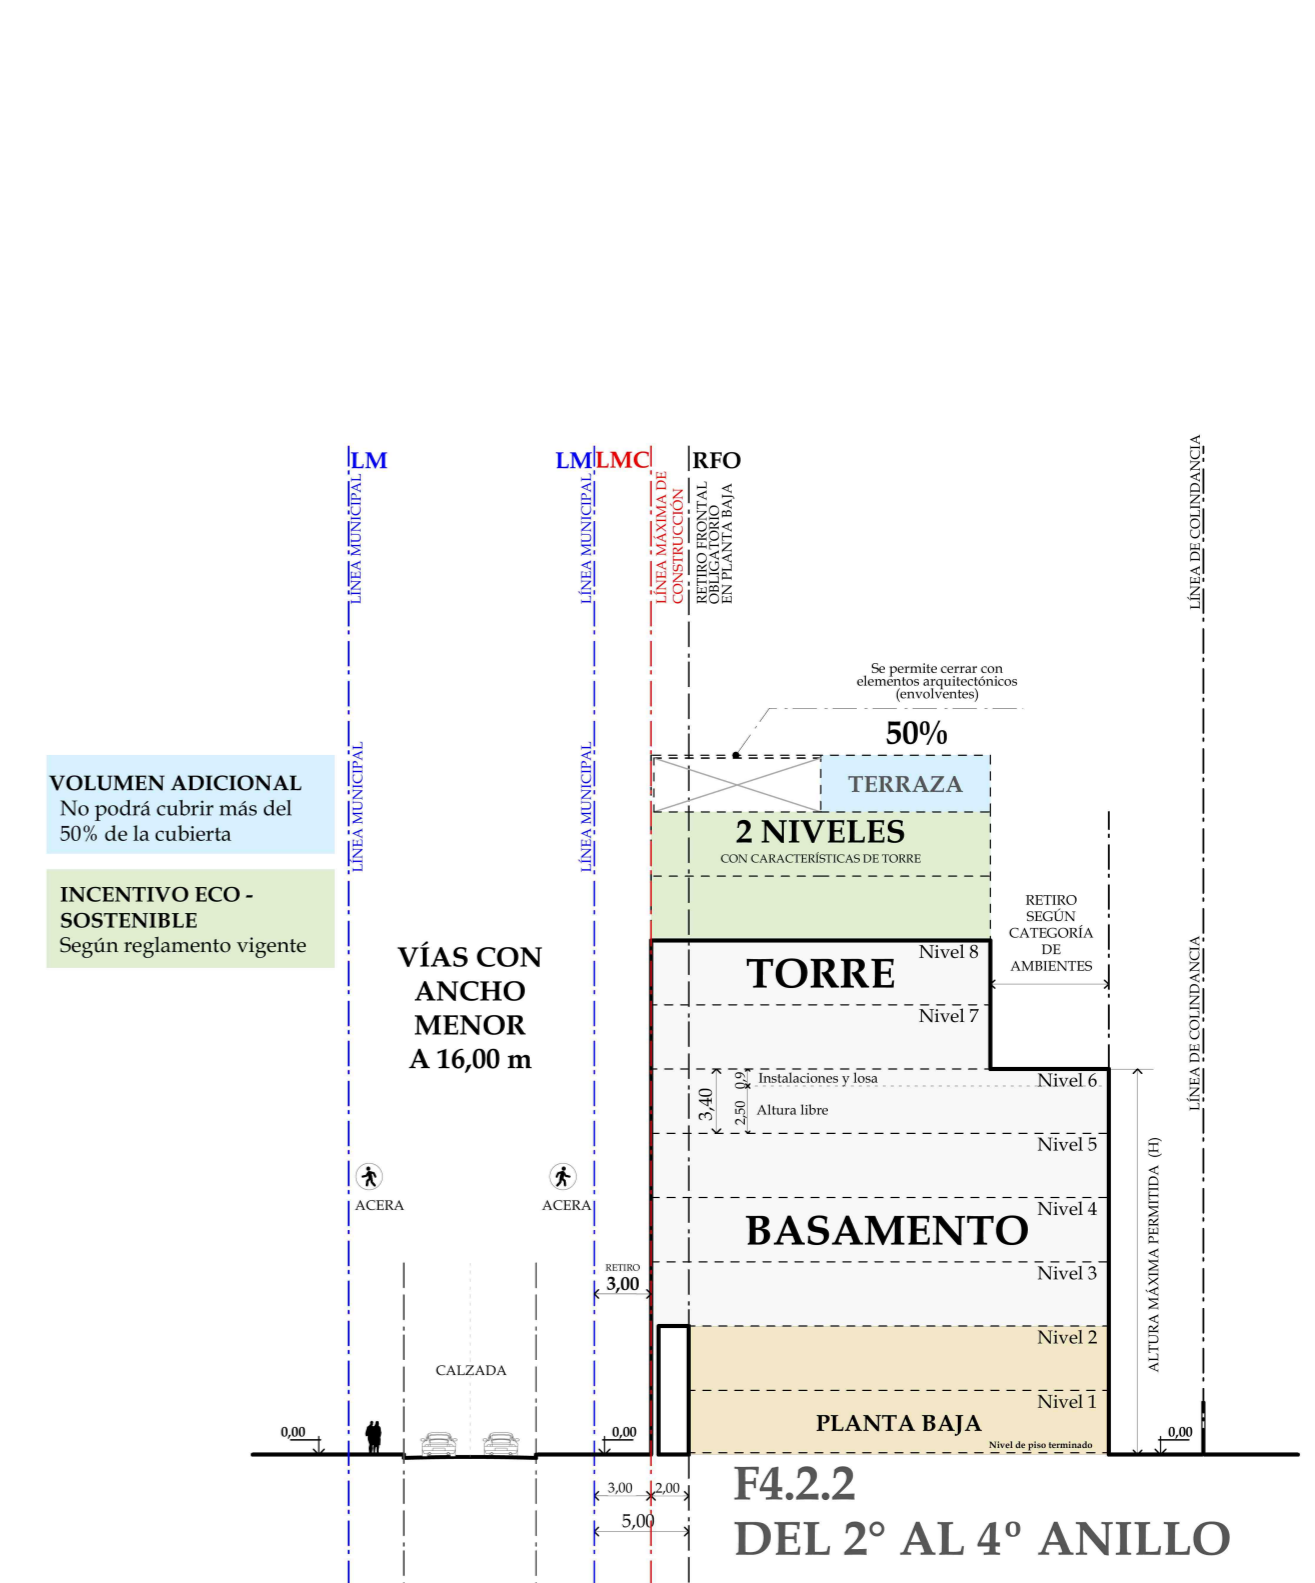 LM
LM
LMC
RFO
LÍNEA MUNICIPAL
LÍNEA MUNICIPAL
LÍNEA MÁXIMA DE
CONSTRUCCIÓN
RETIRO FRONTAL
OBLIGATORIO
EN PLANTA BAJA
LÍNEA DE COLINDANCIA
Se permite cerrar con
elementos arquitectónicos
(envolventes)
50%
TERRAZA
VOLUMEN ADICIONAL
No podrá cubrir más del
50% de la cubierta
INCENTIVO ECO -
SOSTENIBLE
Según reglamento vigente
LÍNEA MUNICIPAL
LÍNEA MUNICIPAL
2 NIVELES
CON CARACTERÍSTICAS DE TORRE
RETIRO
SEGÚN
CATEGORÍA
DE
AMBIENTES
VÍAS CON
ANCHO
MENOR
A 16,00 m
Nivel 8
TORRE
Nivel 7
LÍNEA DE COLINDANCIA
Nivel 6
Instalaciones y losa
Altura libre
3,40
0,9
2,50
Nivel 5
ACERA
ACERA
Nivel 4
BASAMENTO
Nivel 3
ALTURA MÁXIMA PERMITIDA (H)
RETIRO
3,00
Nivel 2
CALZADA
Nivel 1
PLANTA BAJA
Nivel de piso terminado
0,00
0,00
0,00
3,00
2,00
5,00
F4.2.2
DEL 2° AL 4º ANILLO